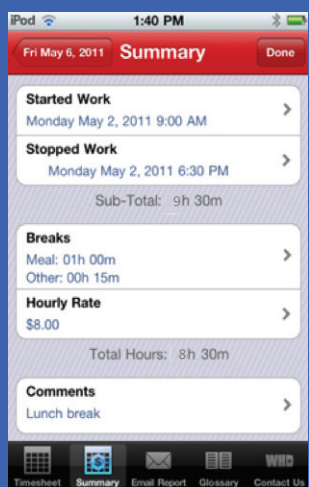 iPod 1:40 PM
Fri May 6, 2011 Summary Done
Started Work
Monday May 2, 2011 9:00 AM
Stopped Work
Monday May 2, 2011 6:30 PM
Sub-Total: 9h 30m
Breaks
Meal: 01h 00m
Other: 00h 15m
Hourly Rate
$8.00
Total Hours: 8h 30m
Comments
Lunch break
WHD
Timesheet Summary Email Report Glossary Contact Us